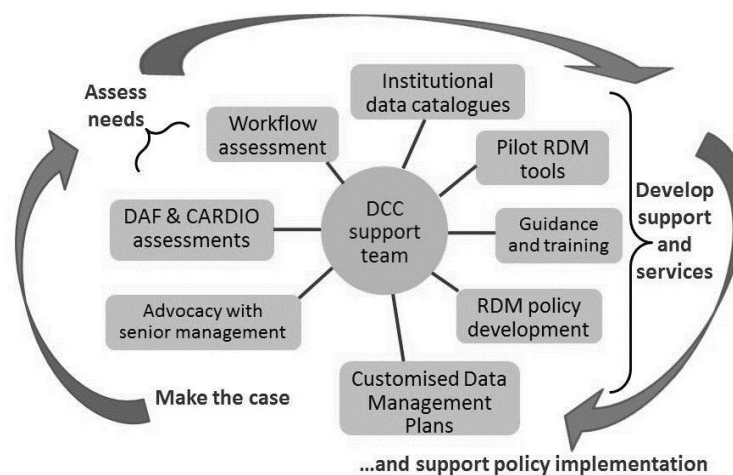 Assess
needs
Workflow
assessment
Institutional
data catalogues
Pilot RDM
tools
DAF & CARDIO
assessments
DCC
support
team
Guidance
and training
Develop
support
and
services
Advocacy with
senior management
RDM policy
development
Make the case
Customised Data
Management
Plans
...and support policy implementation